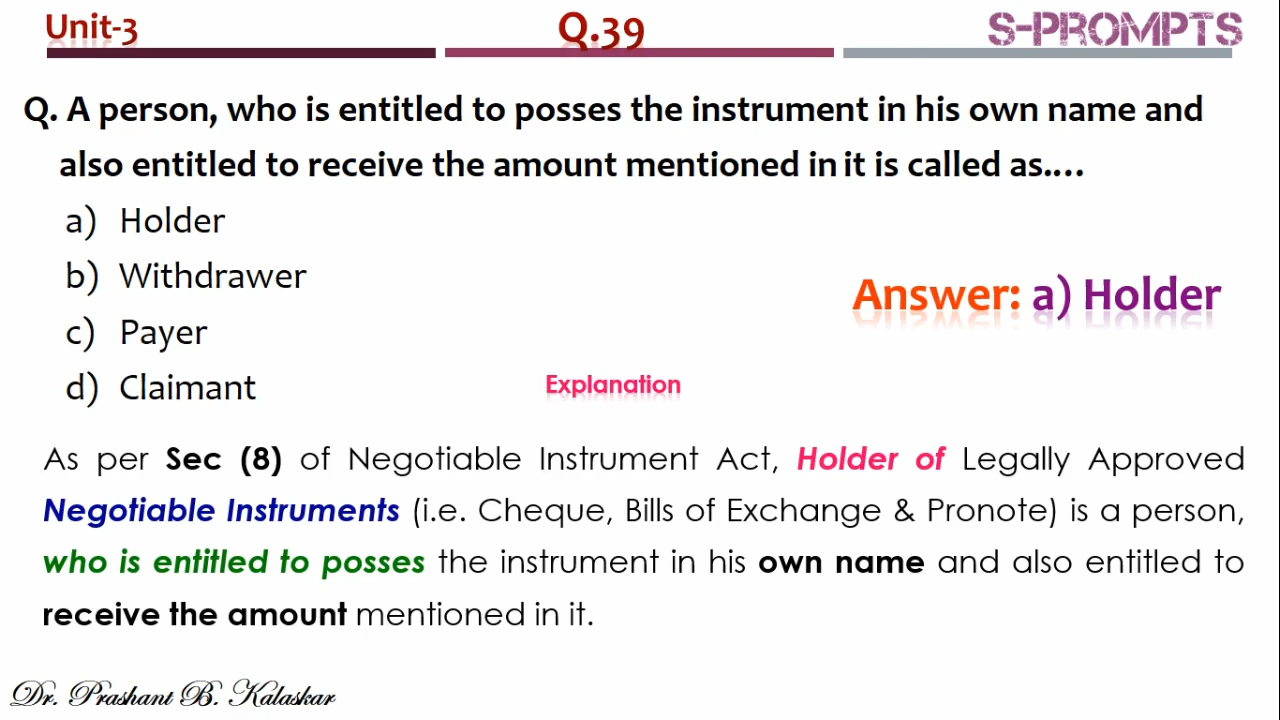 Unit-3
Q.39
S-PROMPTS
Q. A person, who is entitled to posses the instrument in his own name and
also entitled to receive the amount mentioned in it is called as....
a) Holder
b) Withdrawer
c) Payer
d) Claimant
Answer: a) Holder
Explanation
As per Sec (8) of Negotiable Instrument Act, Holder of Legally Approved
Negotiable Instruments (i.e. Cheque, Bills of Exchange & Pronote) is a person,
who is entitled to posses the instrument in his own name and also entitled to
receive the amount mentioned in it.
Dr. Prashant B. Kalaskar